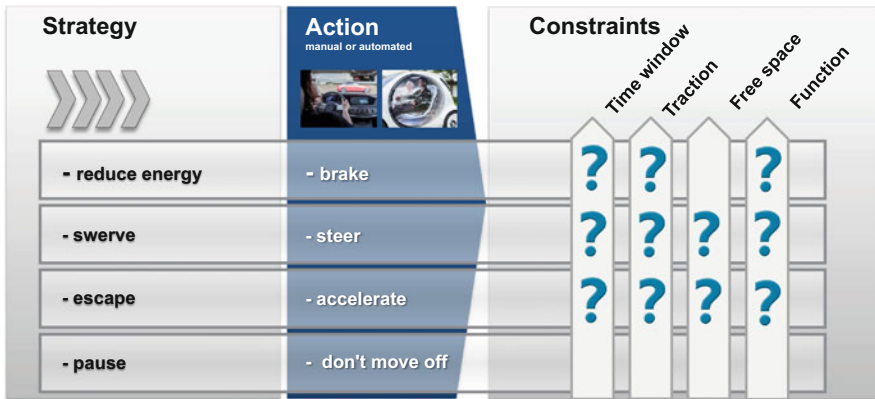 Strategy
Action
manual or automated
Constraints
Time window
Traction
Free space
Function
- reduce energy
- brake
? ? ?
- swerve
- steer
? ? ? ?
- escape
- accelerate
? ? ? ?
- pause
- don't move off